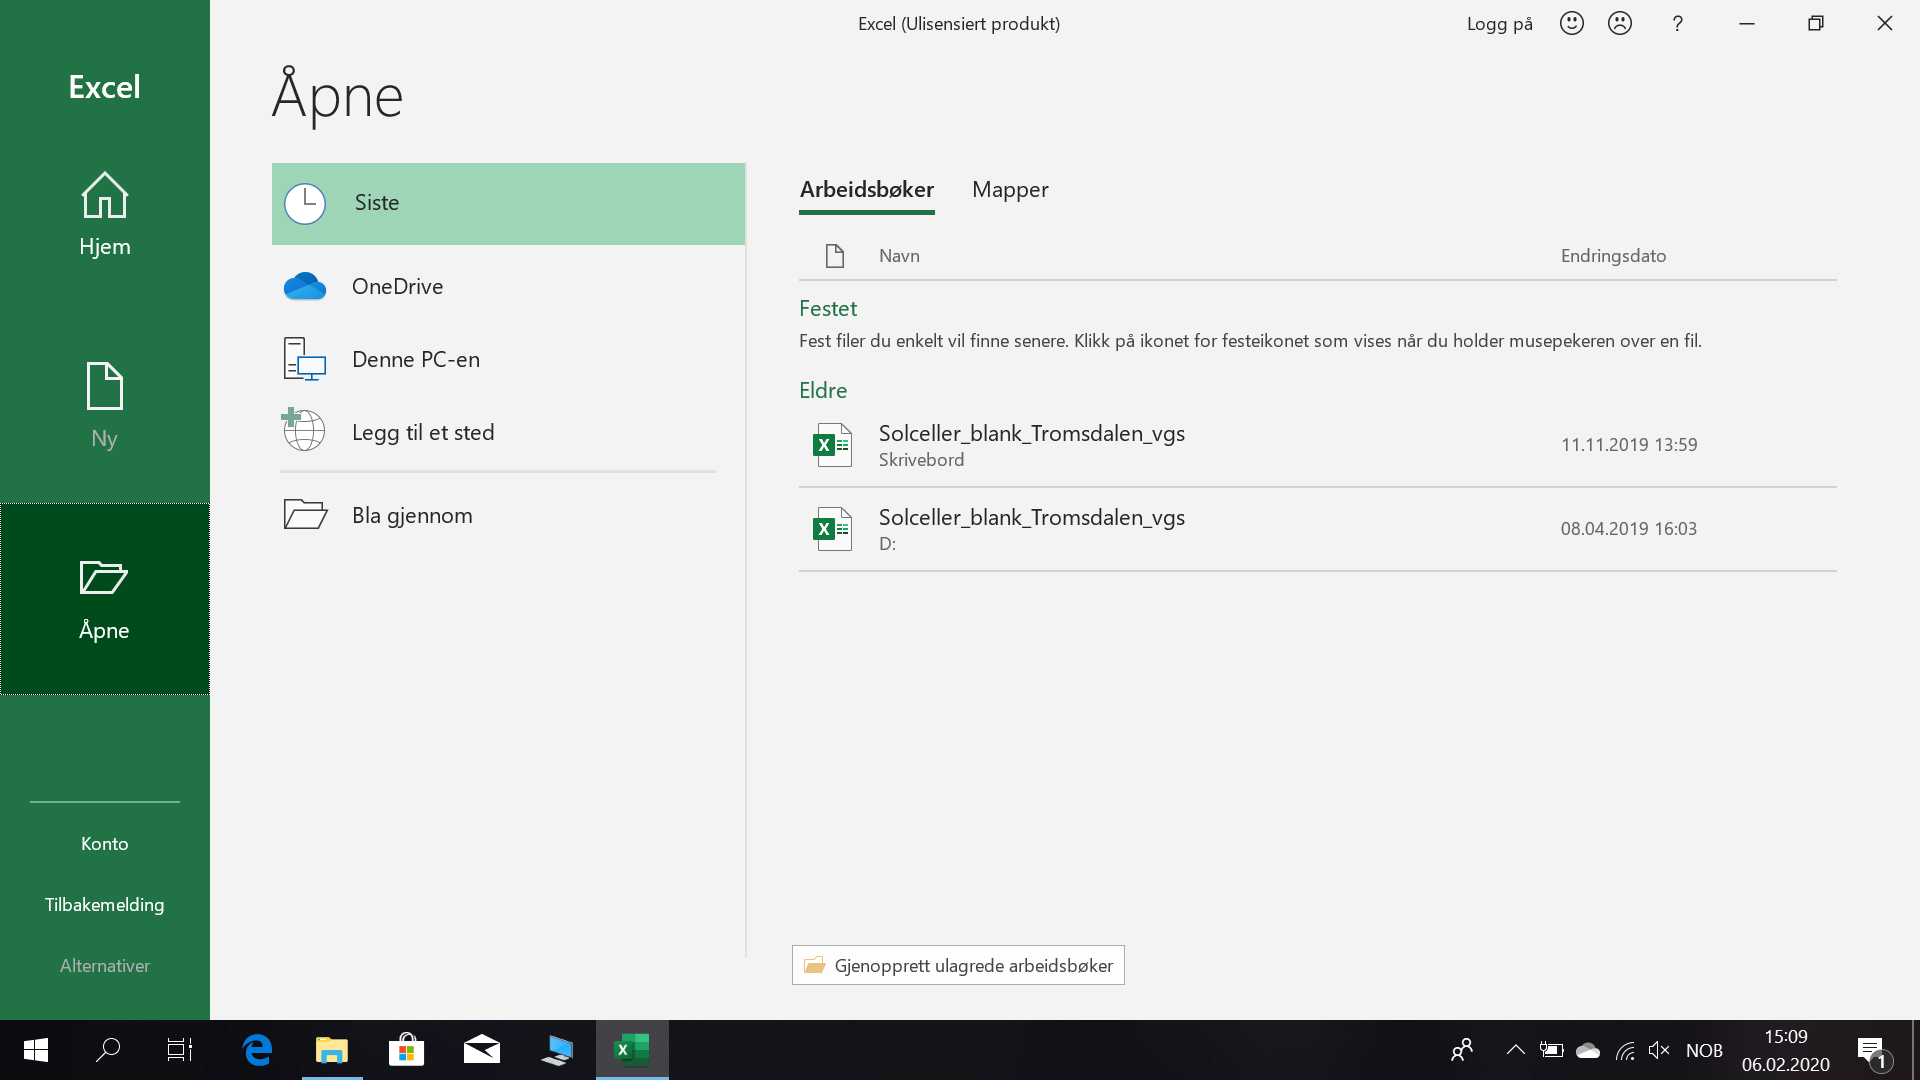 Excel (Ulisensiert produkt)
Logg på
?
Excel
Åpne
Hjem
Ny
Åpne
Konto
Tilbakemelding
Alternativer
Siste
OneDrive
Denne PC-en
Legg til et sted
Bla gjennom
Arbeidsbøker Mapper
Navn Endringsdato
Festet
Fest filer du enkelt vil finne senere. Klikk på ikonet for festeikonet som vises når du holder musepekeren over en fil.
Eldre
Solceller_blank_Tromsdalen_vgs
Skrivebord
11.11.2019 13:59
Solceller_blank_Tromsdalen_vgs
D:
08.04.2019 16:03
Gjenopprett ulagrede arbeidsbøker
NOB
15:09
06.02.2020
1